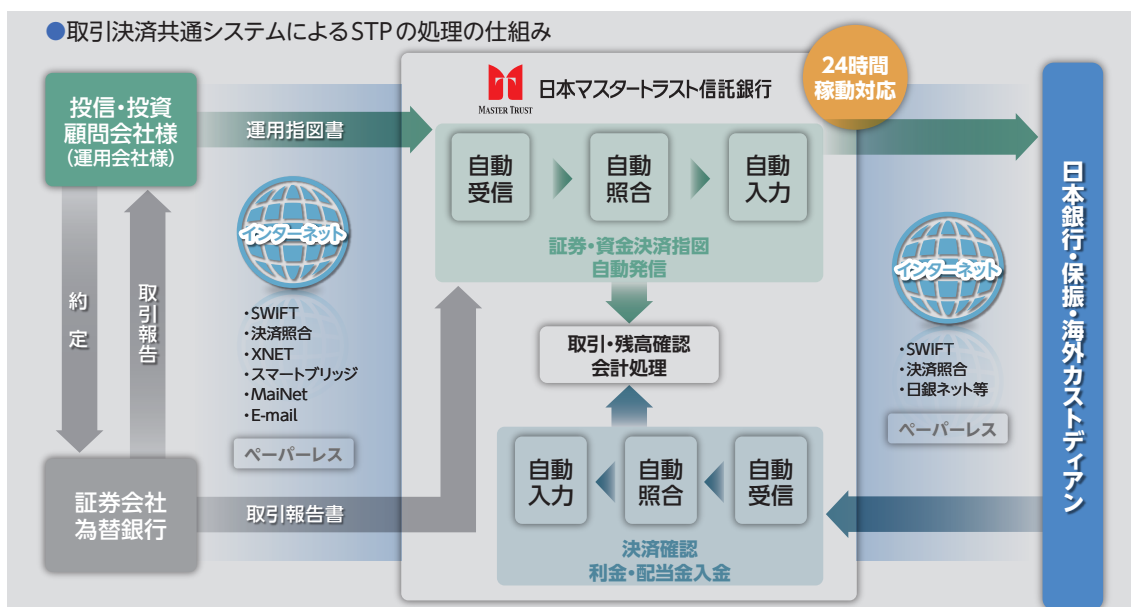 ●取引決済共通システムによるSTPの処理の仕組み
投信・投資
顧問会社様
(運用会社様)
運用指図書
インターネット
・SWIFT
・決済照合
・XNET
・スマートブリッジ
・MaiNet
・E-mail
ペーパーレス
約定
取引報告
証券会社
為替銀行
取引報告書
MASTER TRUST
日本マスタートラスト信託銀行
24時間
稼動対応
自動
受信
自動
照合
自動
入力
証券・資金決済指図
自動発信
取引・残高確認
会計処理
自動
入力
自動
照合
自動
受信
決済確認
利金・配当金入金
インターネット
・SWIFT
・決済照合
・日銀ネット等
ペーパーレス
日本銀行・保振・海外カストディアン